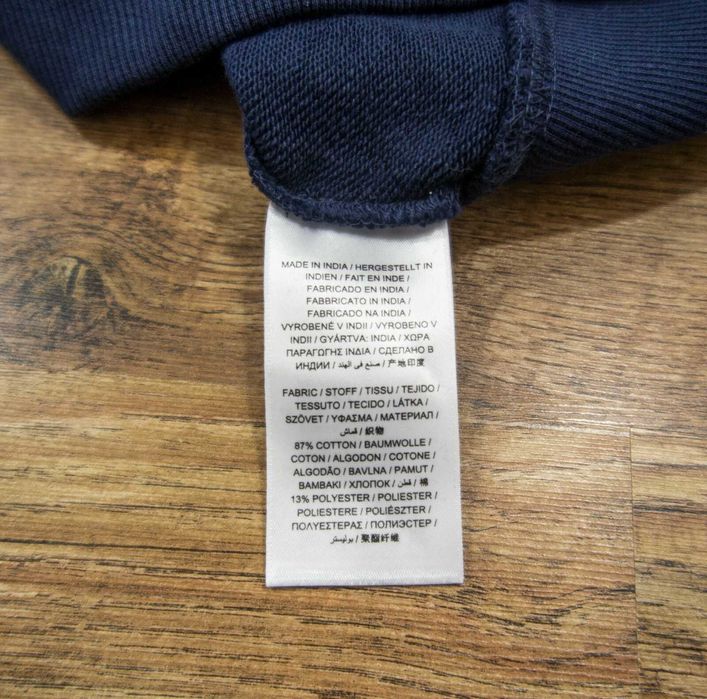 MADE IN INDIA / HERGESTELLT IN
INDIEN / FAIT EN INDE /
FABRICADO EN INDIA /
FABBRICATO IN INDIA /
FABRICADO NA INDIA /
VYROBENÉ V INDII / VYROBENO V
INDII / GYÁRTVA: INDIA / ΧΩΡΑ
ΠΑΡΑΓΩΓΗΣ ΙΝΔΙΑ / СДЕЛАНО В
ИНДИИ / صنع في الهند / 产地印度
FABRIC / STOFF / TISSU / TEJIDO /
TESSUTO / TECIDO / LÁTKA /
SZÖVET / ΥΦΑΣΜΑ / МАТЕРИАЛ /
قماش / 织物
87% COTTON / BAUMWOLLE /
COTON / ALGODON / COTONE /
ALGODÃO / BAVLNA / PAMUT /
ΒΑΜΒΑΚΙ / ХЛОПОК / قطن / 棉
13% POLYESTER / POLIESTER /
POLIESTERE / POLIÉSZTER /
ΠΟΛΥΕΣΤΕΡΑΣ / ПОЛИЭСТЕР /
بوليستر / 聚酯纤维